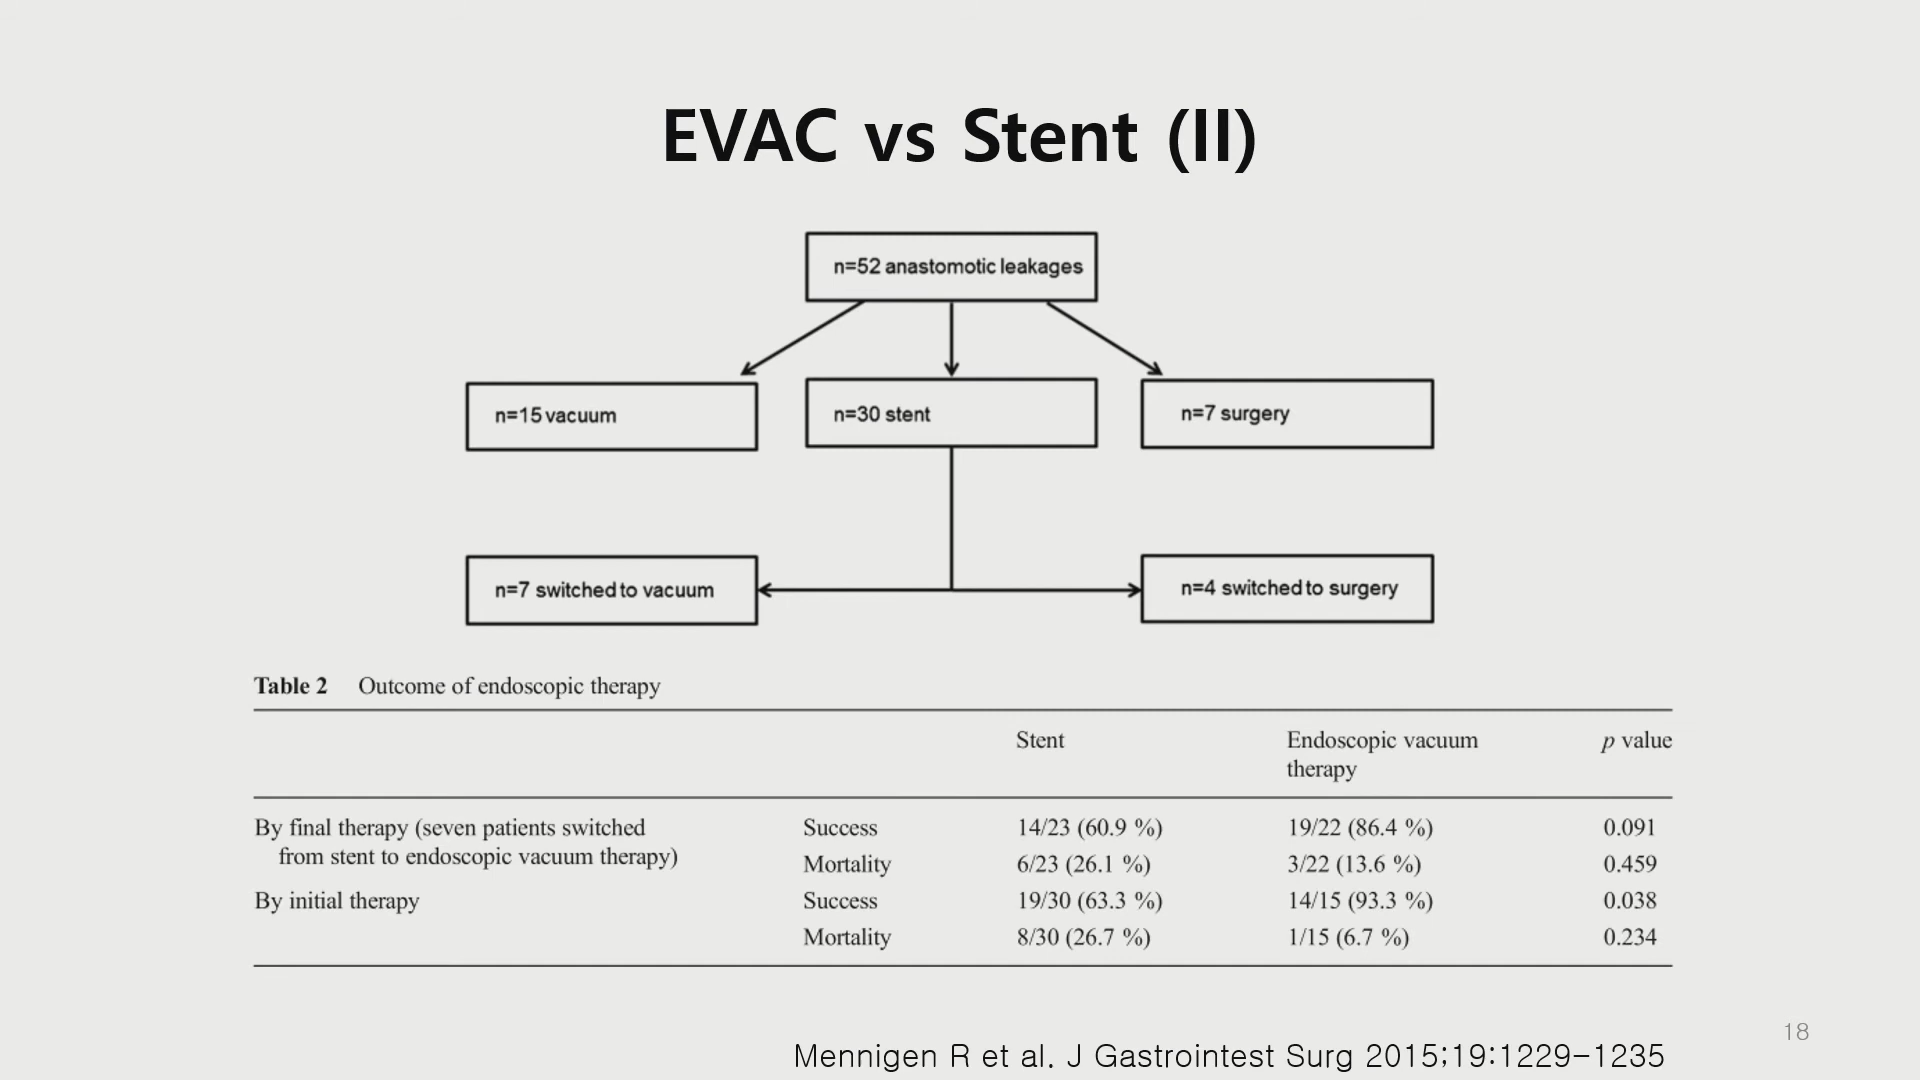 EVAC vs Stent (II)
n=52 anastomotic leakages
n=15 vacuum
n=30 stent
n=7 surgery
n=7 switched to vacuum
n=4 switched to surgery
Table 2 Outcome of endoscopic therapy
Stent Endoscopic vacuum therapy p value
By final therapy (seven patients switched from stent to endoscopic vacuum therapy) Success 14/23 (60.9 %) 19/22 (86.4 %) 0.091
Mortality 6/23 (26.1 %) 3/22 (13.6 %) 0.459
By initial therapy Success 19/30 (63.3 %) 14/15 (93.3 %) 0.038
Mortality 8/30 (26.7 %) 1/15 (6.7 %) 0.234
18
Mennigen R et al. J Gastrointest Surg 2015;19:1229-1235